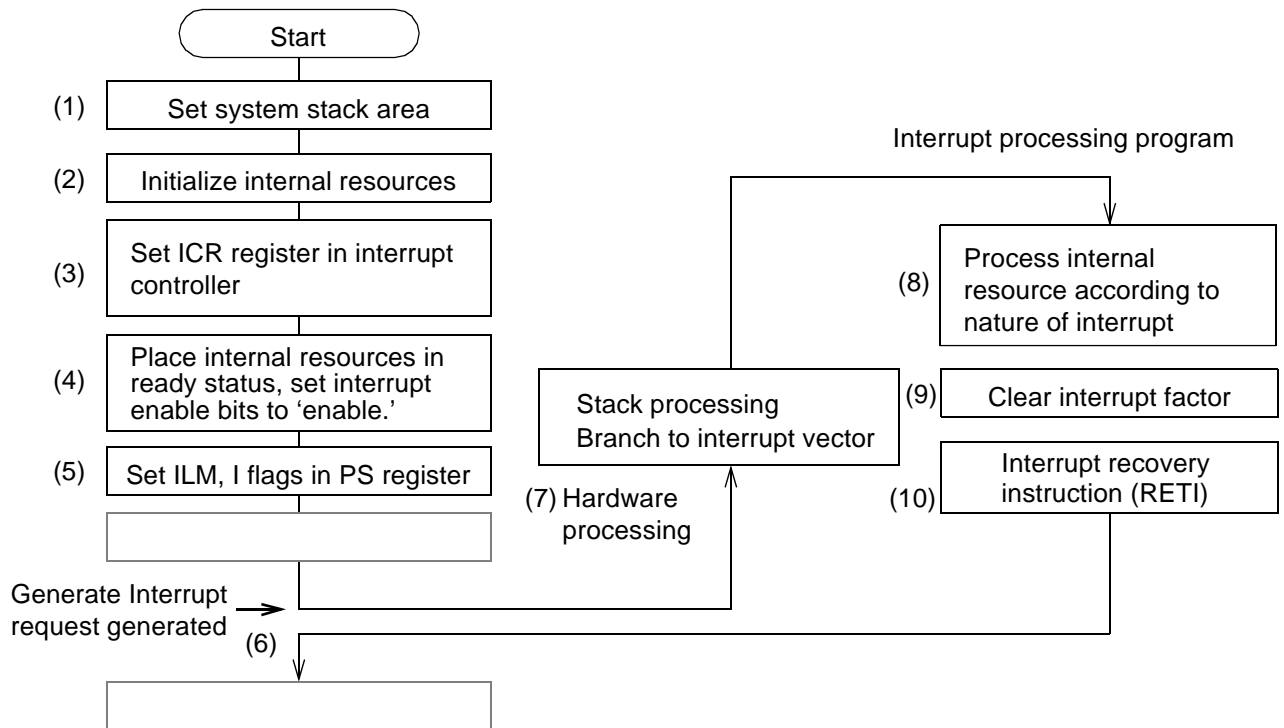 Start
(1)
Set system stack area
(2)
Initialize internal resources
(3)
Set ICR register in interrupt
controller
(4)
Place internal resources in
ready status, set interrupt
enable bits to ‘enable.’
(5)
Set ILM, I flags in PS register
Generate Interrupt
request generated
(6)
Stack processing
Branch to interrupt vector
(7) Hardware
processing
Interrupt processing program
(8)
Process internal
resource according to
nature of interrupt
(9)
Clear interrupt factor
(10)
Interrupt recovery
instruction (RETI)